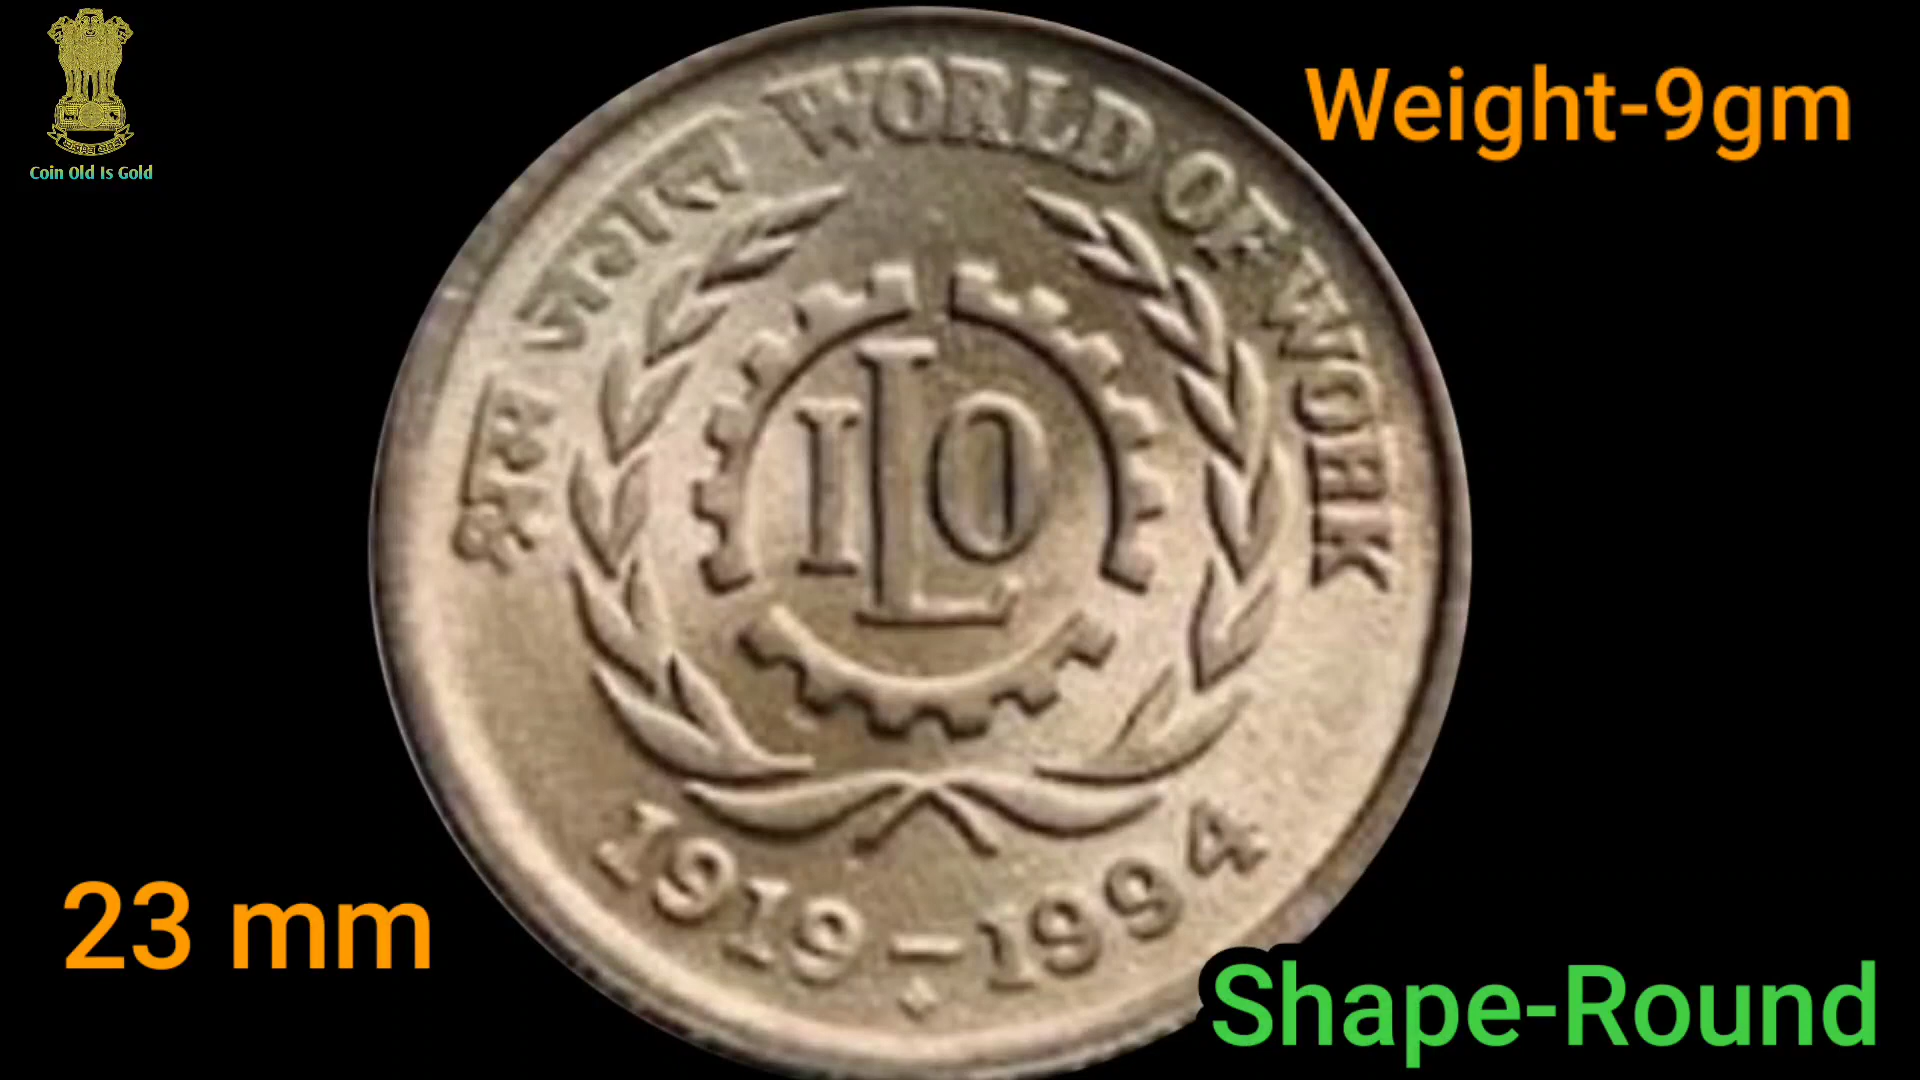 Coin Old Is Gold
Weight-9gm
श्रम जगत WORLD OF WORK
ILO
1919-1994
23 mm
Shape-Round